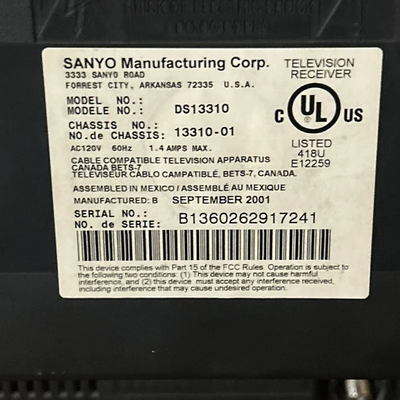 SANYO Manufacturing Corp.
3333 SANYO ROAD
FORREST CITY, ARKANSAS 72335 U.S.A.
TELEVISION
RECEIVER
MODEL NO.:
MODELE NO.: DS13310
CHASSIS NO.:
NO.de CHASSIS: 13310-01
AC120V 60Hz 1.4 AMPS MAX.
C UL US
LISTED
418U
E12259
CABLE COMPATIBLE TELEVISION APPARATUS
CANADA BETS-7
TELEVISEUR CABLO CAMPATIBLÉ, BETS-7, CANADA.
ASSEMBLED IN MEXICO / ASSEMBLÉ AU MEXIQUE
MANUFACTURED: B SEPTEMBER 2001
SERIAL NO.:
NO. de SERIE: B1360262917241
This device complies with Part 15 of the FCC Rules. Operation is subject to
the following two conditions: (1) This device may not cause harmful
interference, and (2) this device must accept any interference received,
including interference that may cause undesired operation.